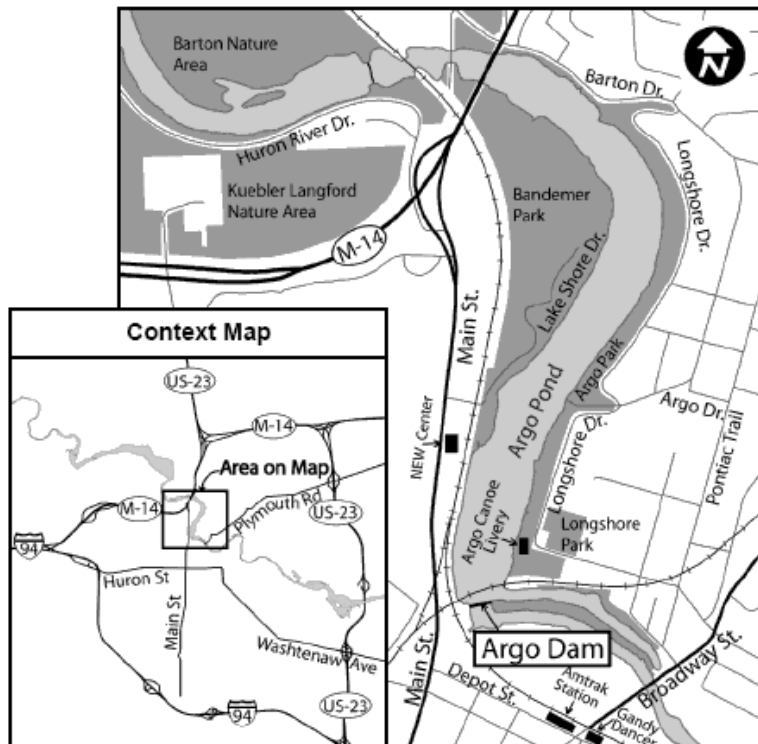 Barton Nature
Area
N
Barton Dr.
Huron River Dr.
Longshore Dr.
Kuebler Langford
Nature Area
Bandemer
Park
M-14
Lake Shore Dr.
Main St.
Argo Park
Argo Pond
NEW Center
Longshore Dr.
Argo Dr.
Pontiac Trail
Argo Canoe
Livery
Longshore
Park
Argo Dam
Main St.
Depot St.
Amtrak
Station
Broadway St.
Gandy
Dancer
Context Map
US-23
M-14
Area on Map
M-14
Plymouth Rd
US-23
94
Huron St
Main St
Washtenaw Ave
US-23
94